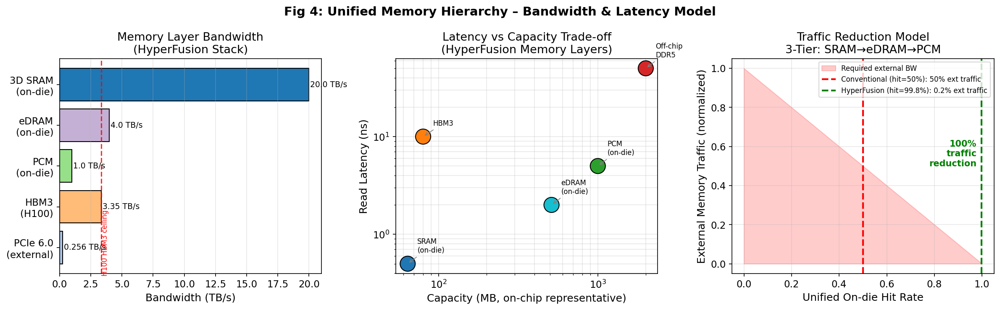 Fig 4: Unified Memory Hierarchy – Bandwidth & Latency Model
Memory Layer Bandwidth
(HyperFusion Stack)
3D SRAM
(on-die)
20.0 TB/s
eDRAM
(on-die)
4.0 TB/s
PCM
(on-die)
1.0 TB/s
HBM3
(H100)
3.35 TB/s
PCIe 6.0
(external)
0.256 TB/s
H100 HBM3 ceiling
0.0 2.5 5.0 7.5 10.0 12.5 15.0 17.5 20.0
Bandwidth (TB/s)
Latency vs Capacity Trade-off
(HyperFusion Memory Layers)
Off-chip
DDR5
HBM3
PCM
(on-die)
eDRAM
(on-die)
SRAM
(on-die)
Read Latency (ns)
10¹
10⁰
10² 10³
Capacity (MB, on-chip representative)
Traffic Reduction Model
3-Tier: SRAM→eDRAM→PCM
Required external BW
Conventional (hit=50%): 50% ext traffic
HyperFusion (hit=99.8%): 0.2% ext traffic
100%
traffic
reduction
External Memory Traffic (normalized)
1.0
0.8
0.6
0.4
0.2
0.0
0.0 0.2 0.4 0.6 0.8 1.0
Unified On-die Hit Rate